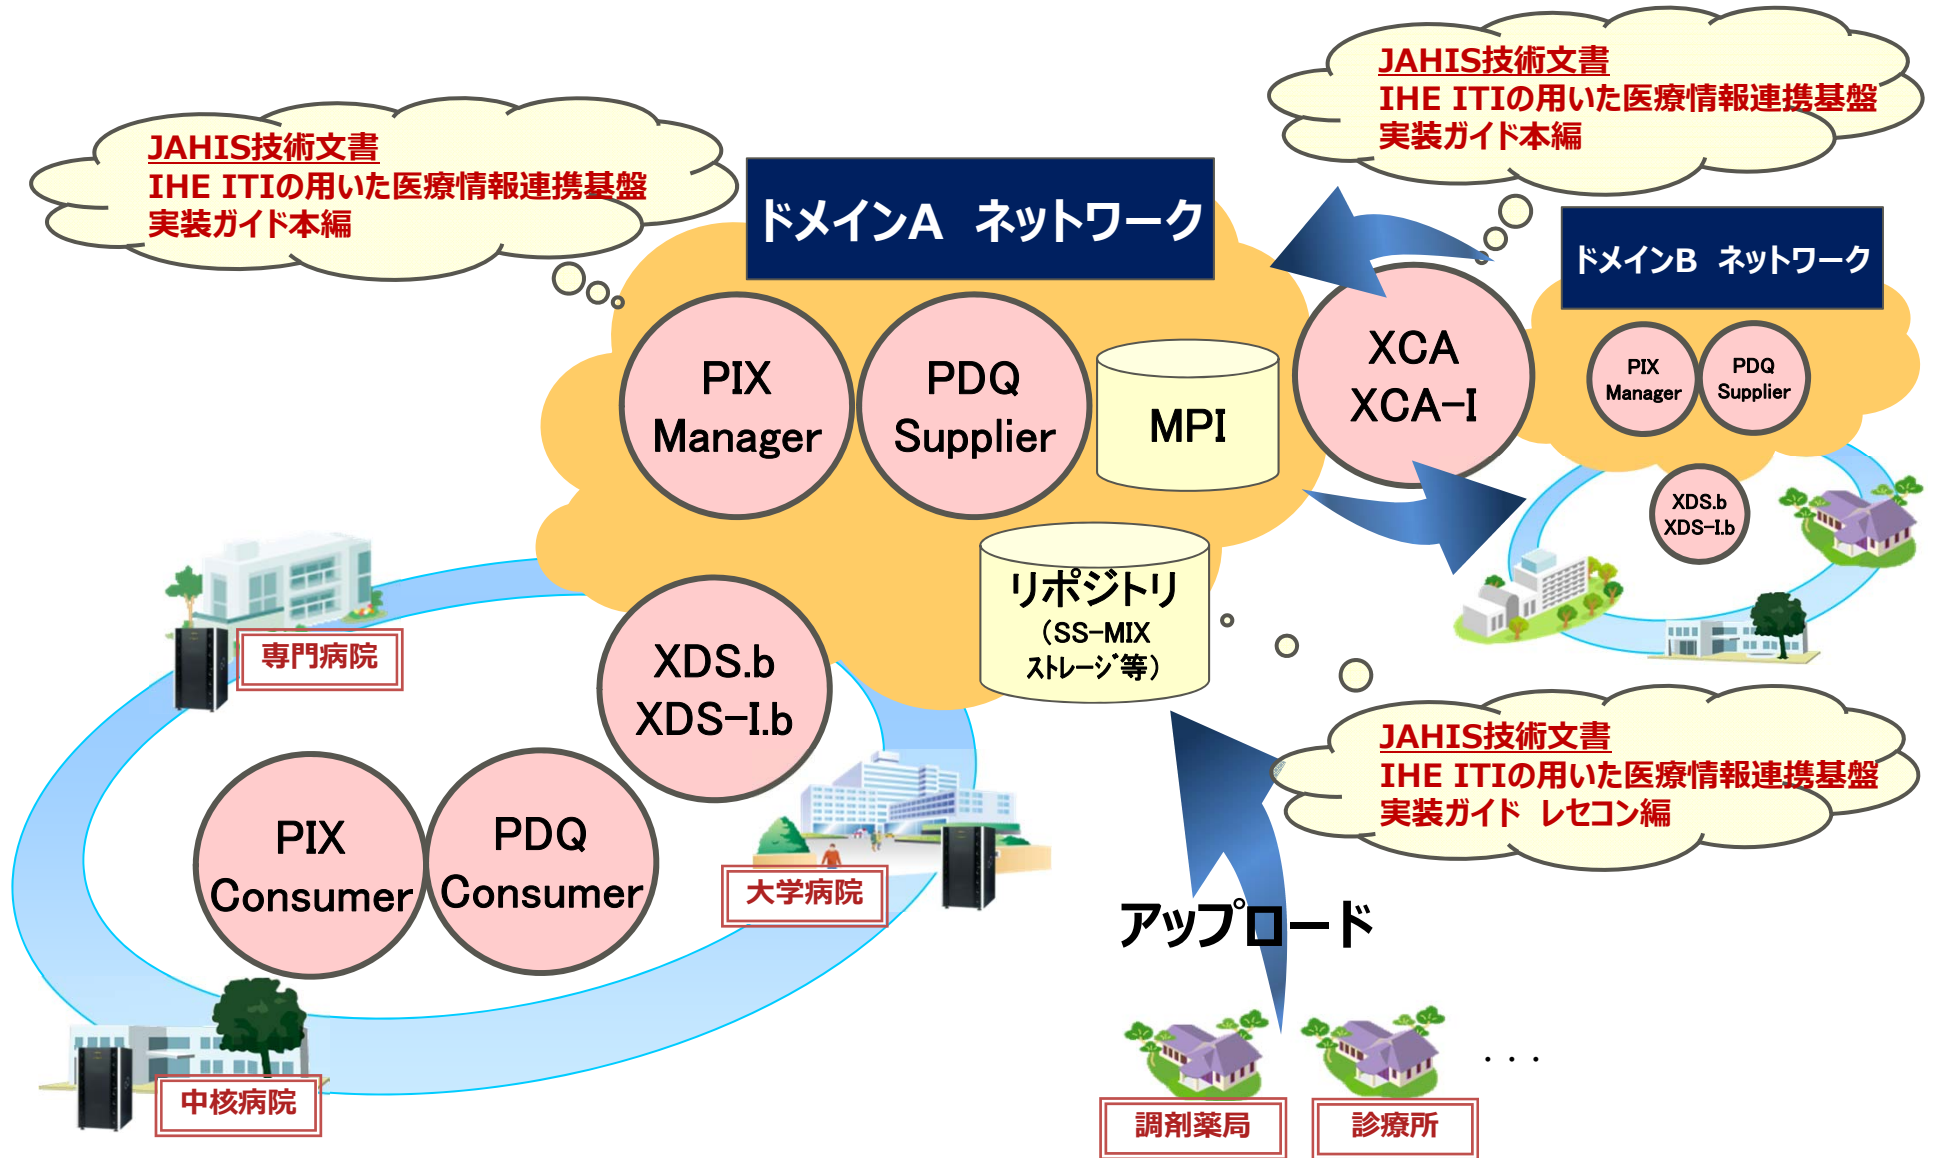 JAHIS技術文書
IHE ITIの用いた医療情報連携基盤
実装ガイド本編
JAHIS技術文書
IHE ITIの用いた医療情報連携基盤
実装ガイド本編
ドメインA　ネットワーク
ドメインB　ネットワーク
PIX
Manager
PDQ
Supplier
MPI
XCA
XCA-I
PIX
Manager
PDQ
Supplier
XDS.b
XDS-I.b
リポジトリ
（SS-MIX
ストレージ等）
専門病院
XDS.b
XDS-I.b
JAHIS技術文書
IHE ITIの用いた医療情報連携基盤
実装ガイド レセコン編
PIX
Consumer
PDQ
Consumer
大学病院
アップロード
中核病院
調剤薬局
診療所
・・・